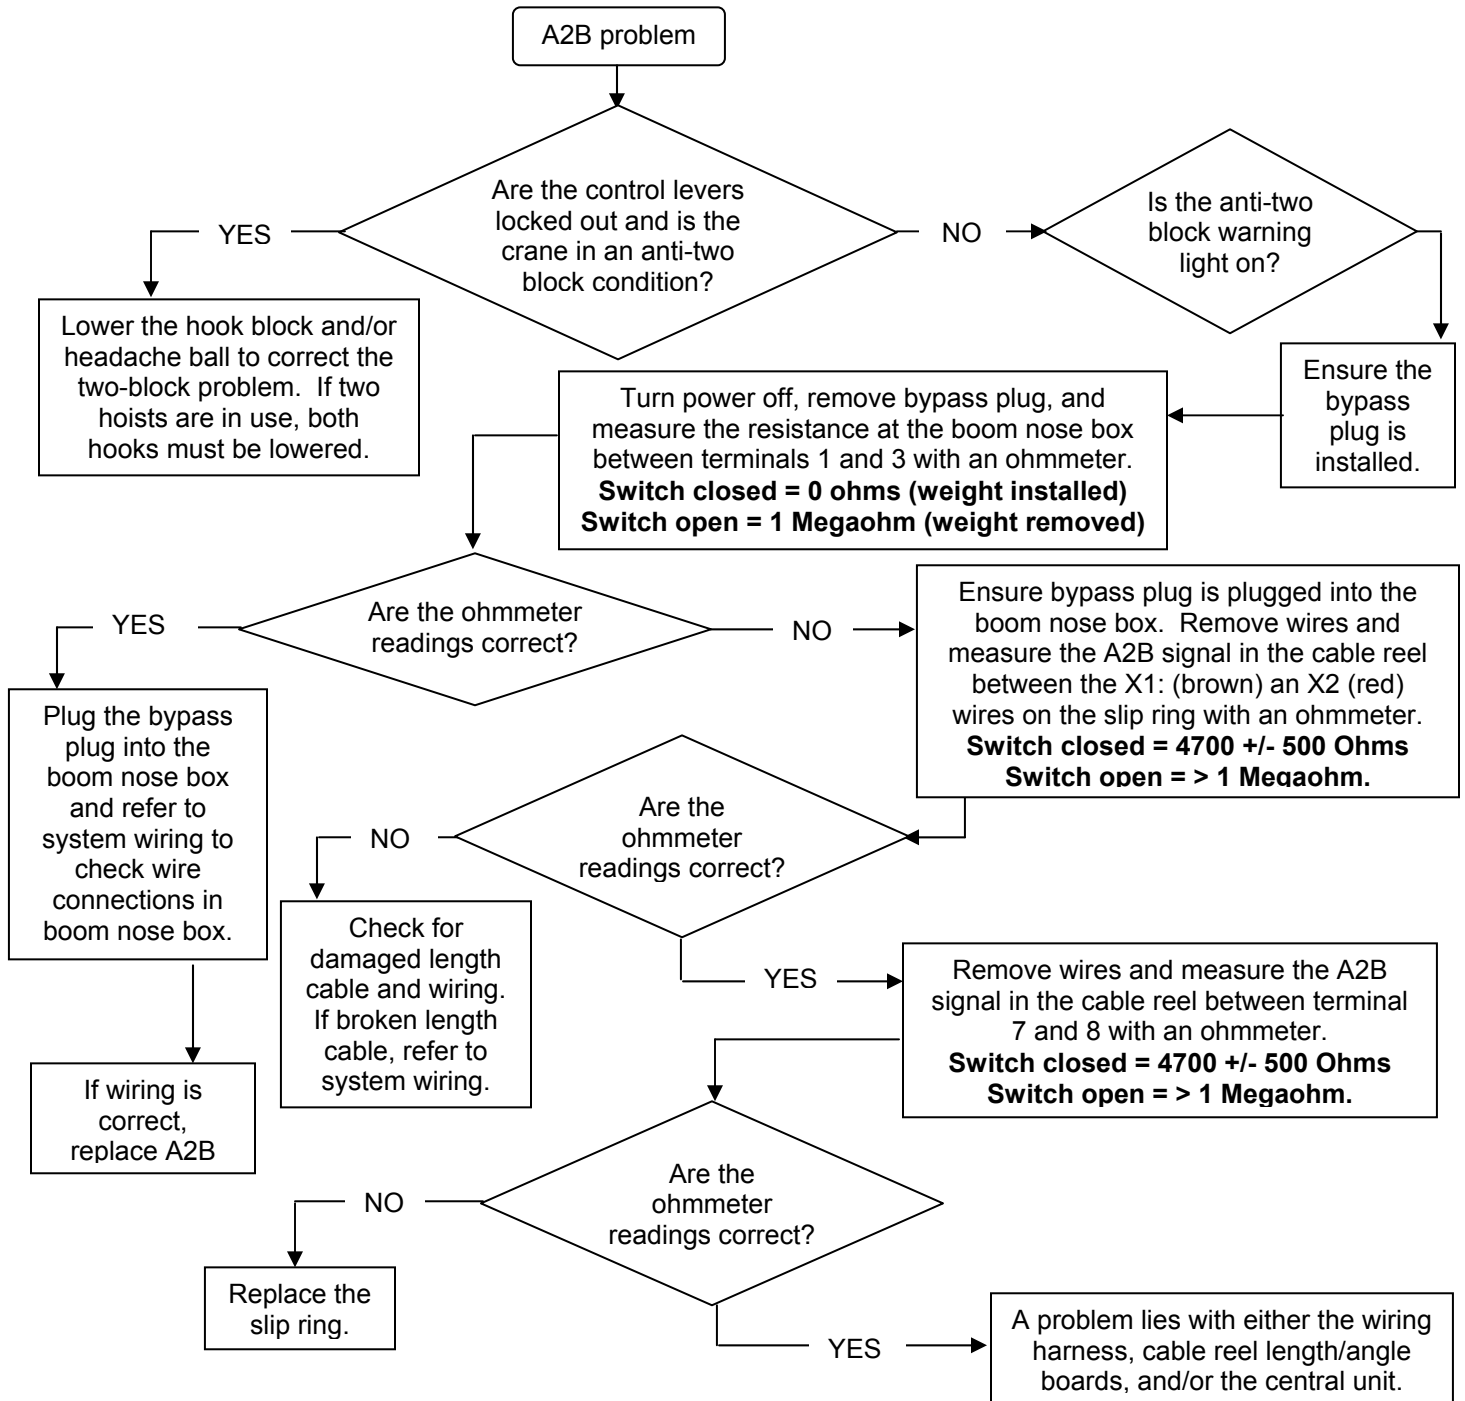 A2B problem
Are the control levers
locked out and is the
crane in an anti-two
block condition?
YES
NO
Is the anti-two
block warning
light on?
Lower the hook block and/or
headache ball to correct the
two-block problem.  If two
hoists are in use, both
hooks must be lowered.
Ensure the
bypass
plug is
installed.
Turn power off, remove bypass plug, and
measure the resistance at the boom nose box
between terminals 1 and 3 with an ohmmeter.
Switch closed = 0 ohms (weight installed)
Switch open = 1 Megaohm (weight removed)
Are the ohmmeter
readings correct?
YES
NO
Ensure bypass plug is plugged into the
boom nose box.  Remove wires and
measure the A2B signal in the cable reel
between the X1: (brown) an X2 (red)
wires on the slip ring with an ohmmeter.
Switch closed = 4700 +/- 500 Ohms
Switch open = > 1 Megaohm.
Plug the bypass
plug into the
boom nose box
and refer to
system wiring to
check wire
connections in
boom nose box.
If wiring is
correct,
replace A2B
Are the
ohmmeter
readings correct?
NO
Check for
damaged length
cable and wiring.
If broken length
cable, refer to
system wiring.
YES
Remove wires and measure the A2B
signal in the cable reel between terminal
7 and 8 with an ohmmeter.
Switch closed = 4700 +/- 500 Ohms
Switch open = > 1 Megaohm.
Are the
ohmmeter
readings correct?
NO
Replace the
slip ring.
YES
A problem lies with either the wiring
harness, cable reel length/angle
boards, and/or the central unit.